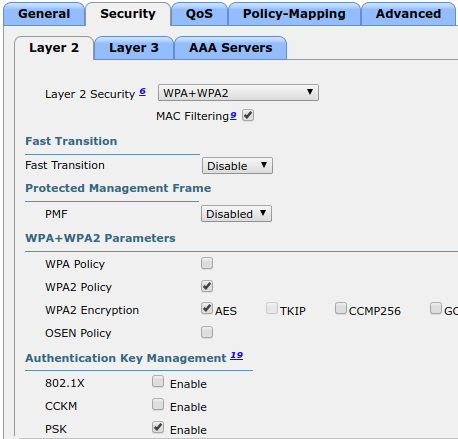 General Security QoS Policy-Mapping Advanced
Layer 2 Layer 3 AAA Servers
Layer 2 Security 6 WPA+WPA2
MAC Filtering 9
Fast Transition
Fast Transition Disable
Protected Management Frame
PMF Disabled
WPA+WPA2 Parameters
WPA Policy
WPA2 Policy
WPA2 Encryption AES TKIP CCMP256
OSEN Policy
Authentication Key Management 19
802.1X Enable
CCKM Enable
PSK Enable